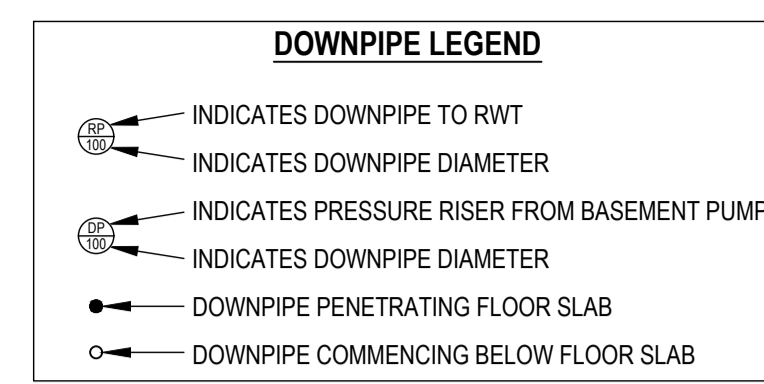 DOWNPIPE LEGEND
RP
100
INDICATES DOWNPIPE TO RWT
INDICATES DOWNPIPE DIAMETER
DP
100
INDICATES PRESSURE RISER FROM BASEMENT PUMP
INDICATES DOWNPIPE DIAMETER
DOWNPIPE PENETRATING FLOOR SLAB
DOWNPIPE COMMENCING BELOW FLOOR SLAB